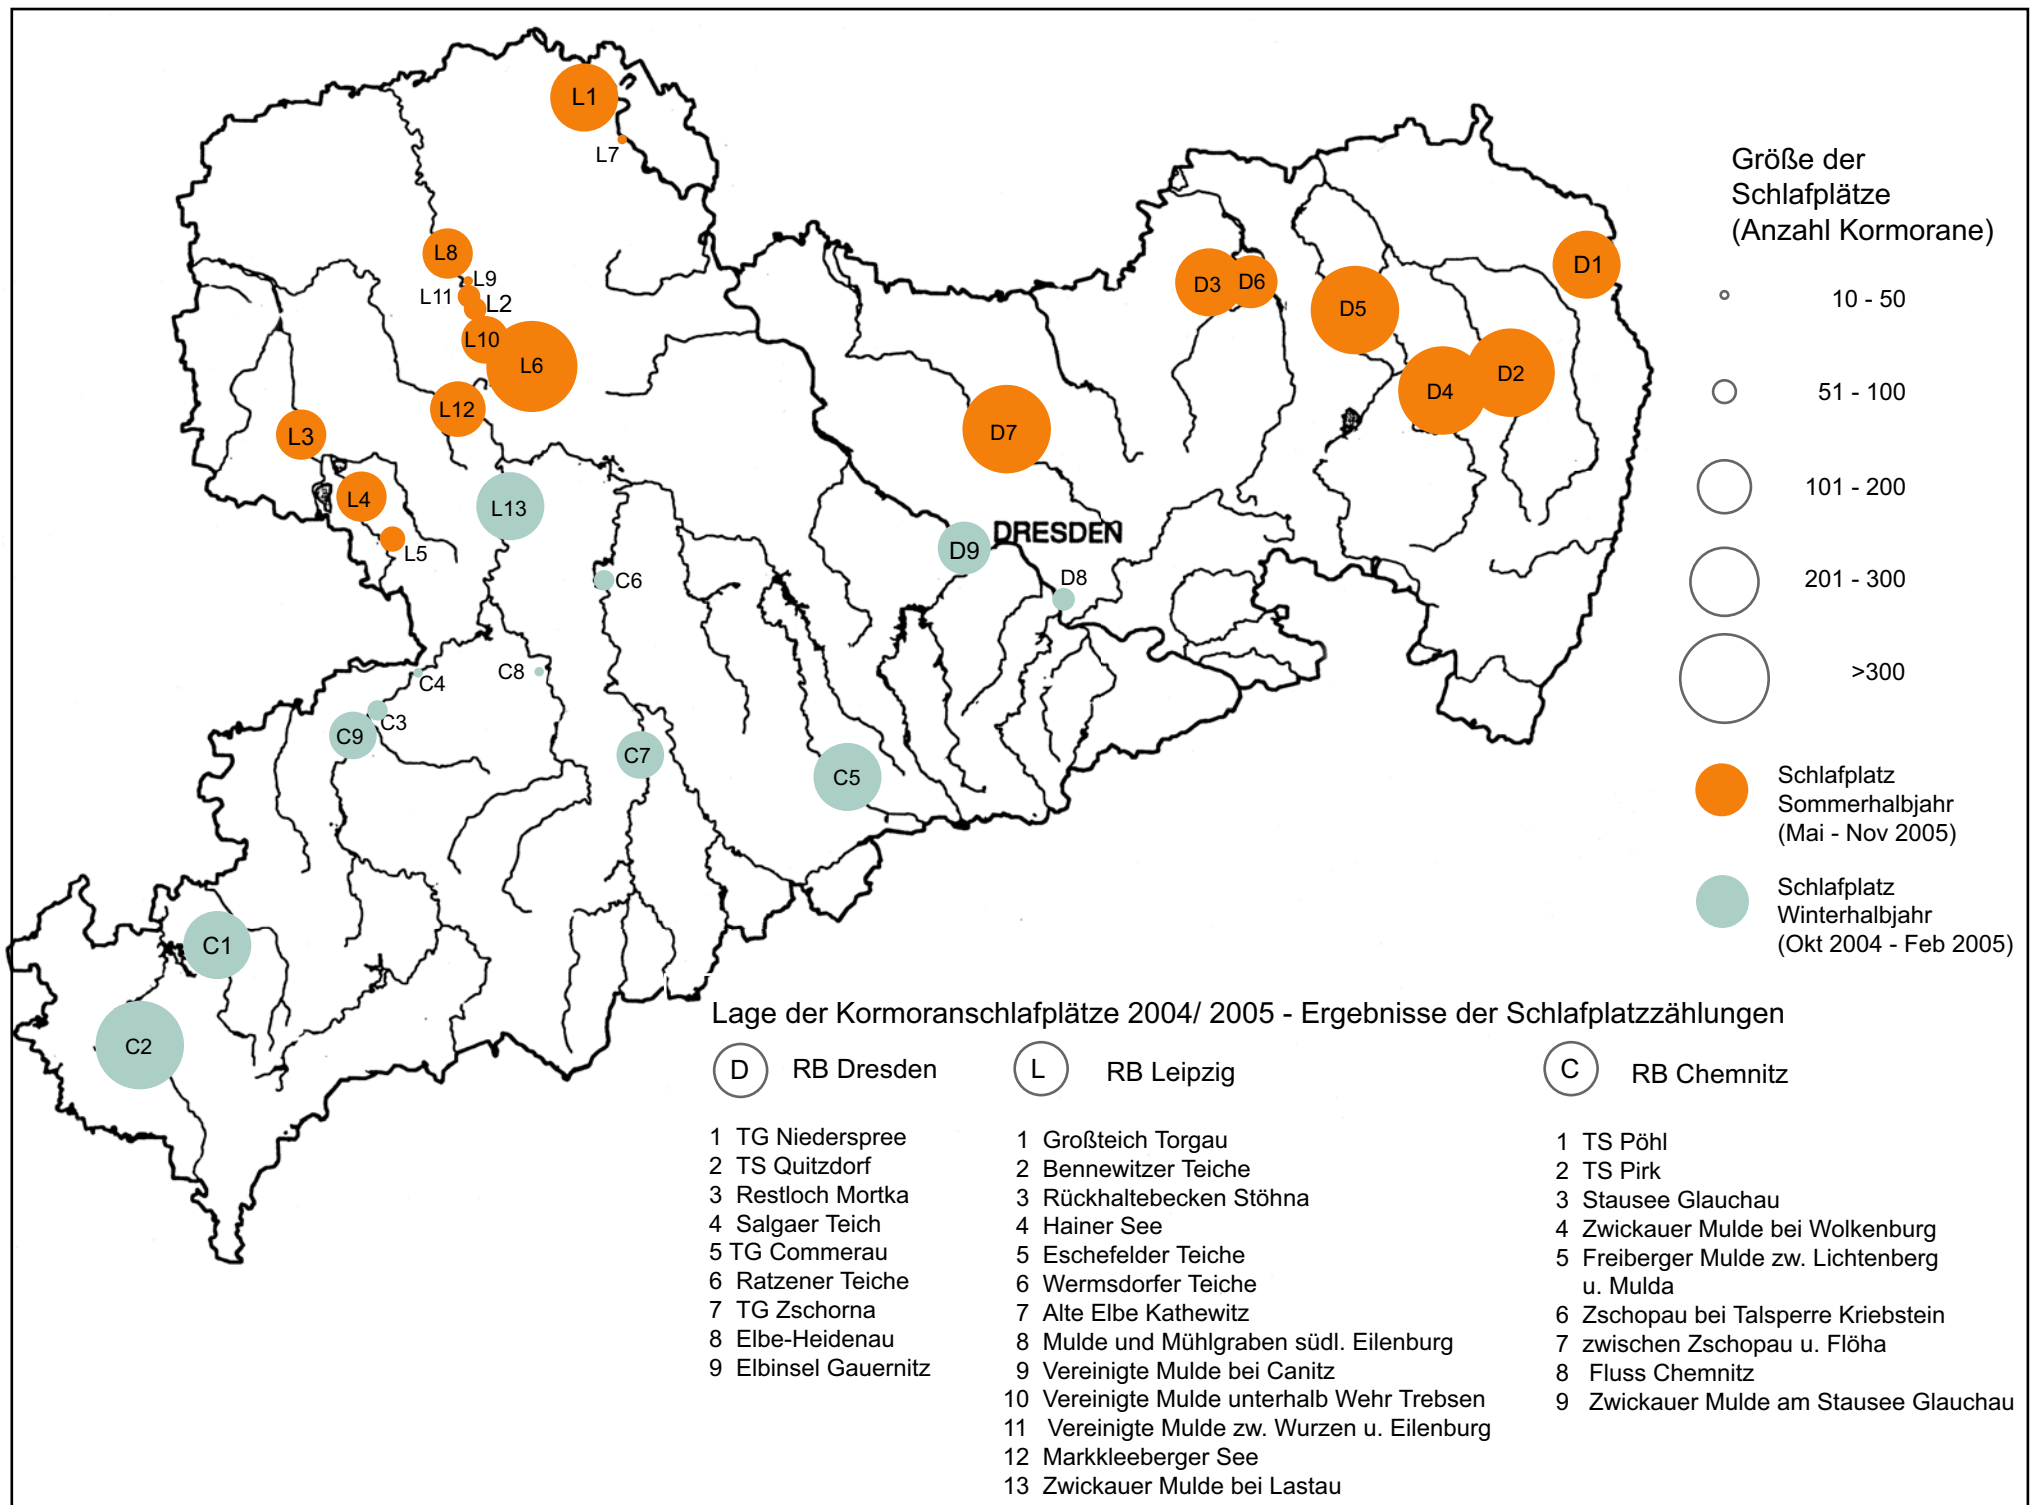 L1
L7
L8
L9
L11
L2
L10
L6
L12
L3
L4
L5
L13
D3
D6
D1
D5
D2
D4
D7
DRESDEN
D9
D8
C6
C8
C4
C3
C9
C7
C5
C1
C2
Größe der
Schlafplätze
(Anzahl Kormorane)
10 - 50
51 - 100
101 - 200
201 - 300
>300
Schlafplatz
Sommerhalbjahr
(Mai - Nov 2005)
Schlafplatz
Winterhalbjahr
(Okt 2004 - Feb 2005)
Lage der Kormoranschlafplätze 2004/ 2005 - Ergebnisse der Schlafplatzzählungen
D RB Dresden
1 TG Niederspree
2 TS Quitzdorf
3 Restloch Mortka
4 Salgaer Teich
5 TG Commerau
6 Ratzener Teiche
7 TG Zschorna
8 Elbe-Heidenau
9 Elbinsel Gauernitz
L RB Leipzig
1 Großteich Torgau
2 Bennewitzer Teiche
3 Rückhaltebecken Stöhna
4 Hainer See
5 Eschefelder Teiche
6 Wermsdorfer Teiche
7 Alte Elbe Kathewitz
8 Mulde und Mühlgraben südl. Eilenburg
9 Vereinigte Mulde bei Canitz
10 Vereinigte Mulde unterhalb Wehr Trebsen
11 Vereinigte Mulde zw. Wurzen u. Eilenburg
12 Markkleeberger See
13 Zwickauer Mulde bei Lastau
C RB Chemnitz
1 TS Pöhl
2 TS Pirk
3 Stausee Glauchau
4 Zwickauer Mulde bei Wolkenburg
5 Freiberger Mulde zw. Lichtenberg
u. Mulda
6 Zschopau bei Talsperre Kriebstein
7 zwischen Zschopau u. Flöha
8 Fluss Chemnitz
9 Zwickauer Mulde am Stausee Glauchau